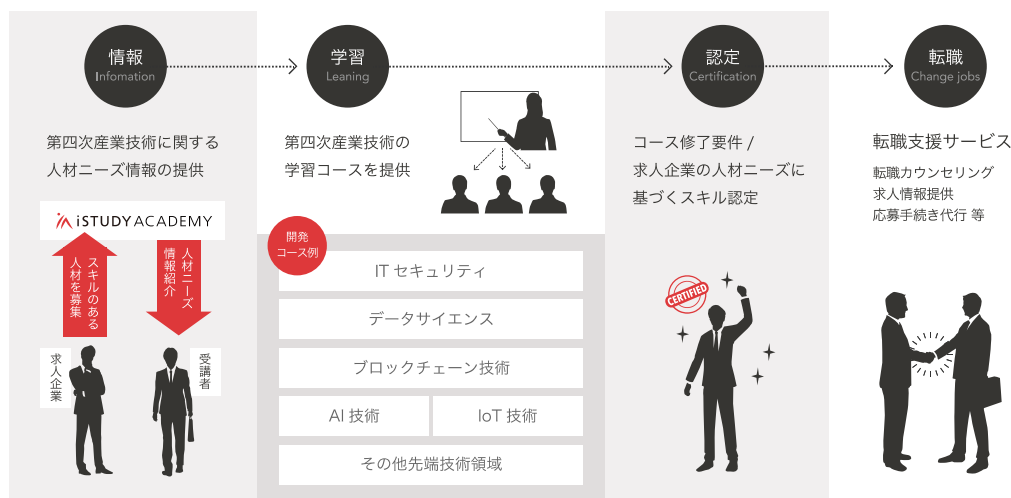 情報
Infomation
第四次産業技術に関する
人材ニーズ情報の提供
iSTUDY ACADEMY
スキルのある
人材を募集
人材ニーズ
情報紹介
求人企業
受講者
学習
Leaning
第四次産業技術の
学習コースを提供
開発
コース例
IT セキュリティ
データサイエンス
ブロックチェーン技術
AI 技術
IoT 技術
その他先端技術領域
認定
Certification
コース修了要件 /
求人企業の人材ニーズに
基づくスキル認定
CERTIFIED
転職
Change jobs
転職支援サービス
転職カウンセリング
求人情報提供
応募手続き代行 等